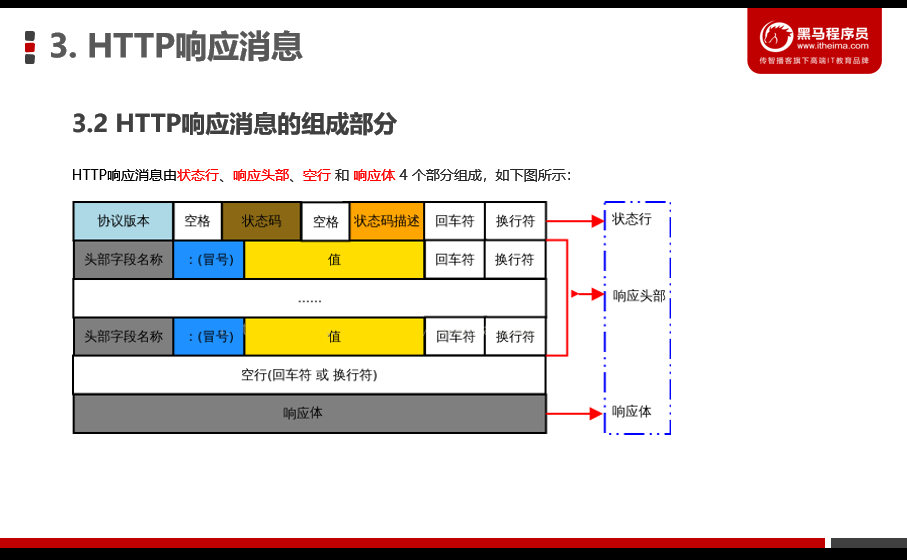 3. HTTP响应消息
黑马程序员
www.itheima.com
传智播客旗下高端IT教育品牌
3.2 HTTP响应消息的组成部分
HTTP响应消息由状态行、响应头部、空行 和 响应体 4 个部分组成，如下图所示：
协议版本 空格 状态码 空格 状态码描述 回车符 换行符 状态行
头部字段名称 ：(冒号) 值 回车符 换行符
...... 响应头部
头部字段名称 ：(冒号) 值 回车符 换行符
空行(回车符 或 换行符)
响应体 响应体